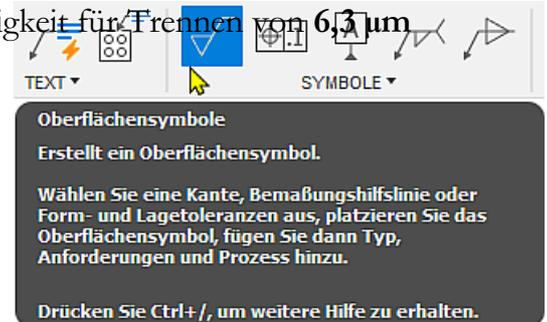 igkeit für Trennen von 6,3 µm
.1
A
TEXT ▾
SYMBOLE ▾
Oberflächensymbole
Erstellt ein Oberflächensymbol.
Wählen Sie eine Kante, Bemaßungshilfslinie oder
Form- und Lagetoleranzen aus, platzieren Sie das
Oberflächensymbol, fügen Sie dann Typ,
Anforderungen und Prozess hinzu.
Drücken Sie Ctrl+/, um weitere Hilfe zu erhalten.